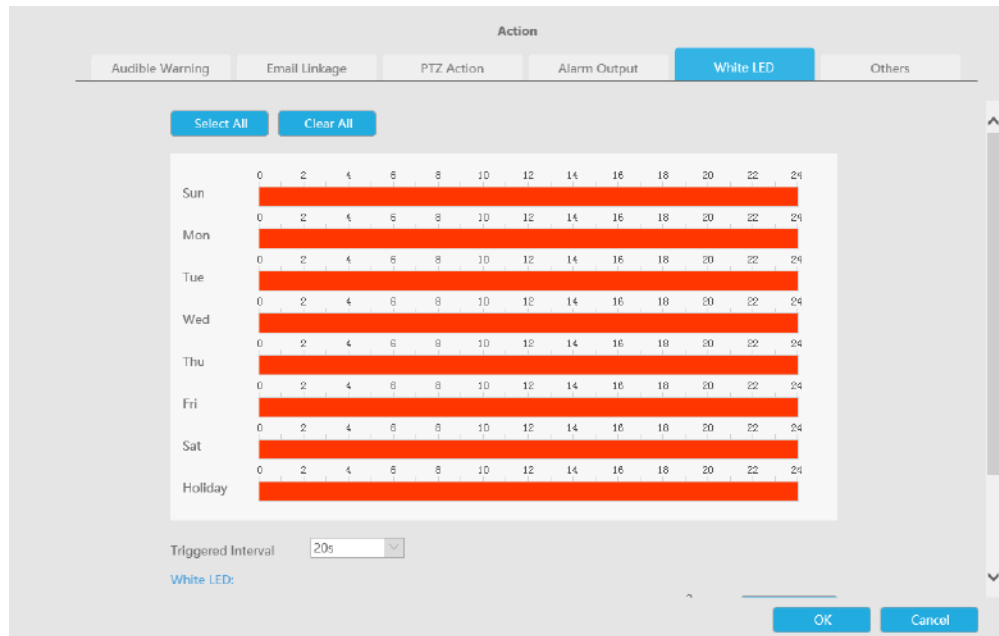 Action
Audible Warning Email Linkage PTZ Action Alarm Output White LED Others
Select All Clear All
0 2 4 6 8 10 12 14 16 18 20 22 24
Sun
0 2 4 6 8 10 12 14 16 18 20 22 24
Mon
0 2 4 6 8 10 12 14 16 18 20 22 24
Tue
0 2 4 6 8 10 12 14 16 18 20 22 24
Wed
0 2 4 6 8 10 12 14 16 18 20 22 24
Thu
0 2 4 6 8 10 12 14 16 18 20 22 24
Fri
0 2 4 6 8 10 12 14 16 18 20 22 24
Sat
0 2 4 6 8 10 12 14 16 18 20 22 24
Holiday
Triggered Interval 20s
White LED:
OK Cancel